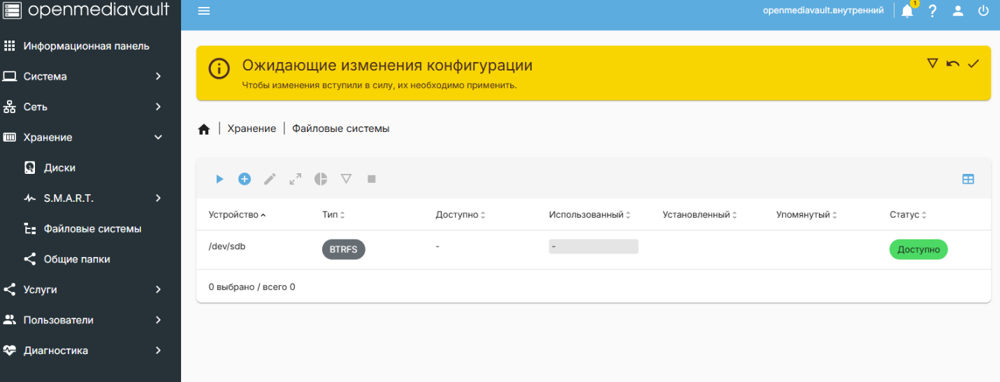 openmediavault
openmediavault.внутренний
1
Информационная панель
Система
Сеть
Хранение
Диски
S.M.A.R.T.
Файловые системы
Общие папки
Услуги
Пользователи
Диагностика
Ожидающие изменения конфигурации
Чтобы изменения вступили в силу, их необходимо применить.
Хранение | Файловые системы
Устройство Тип Доступно Использованный Установленный Упомянутый Статус
/dev/sdb BTRFS - - Доступно
0 выбрано / всего 0